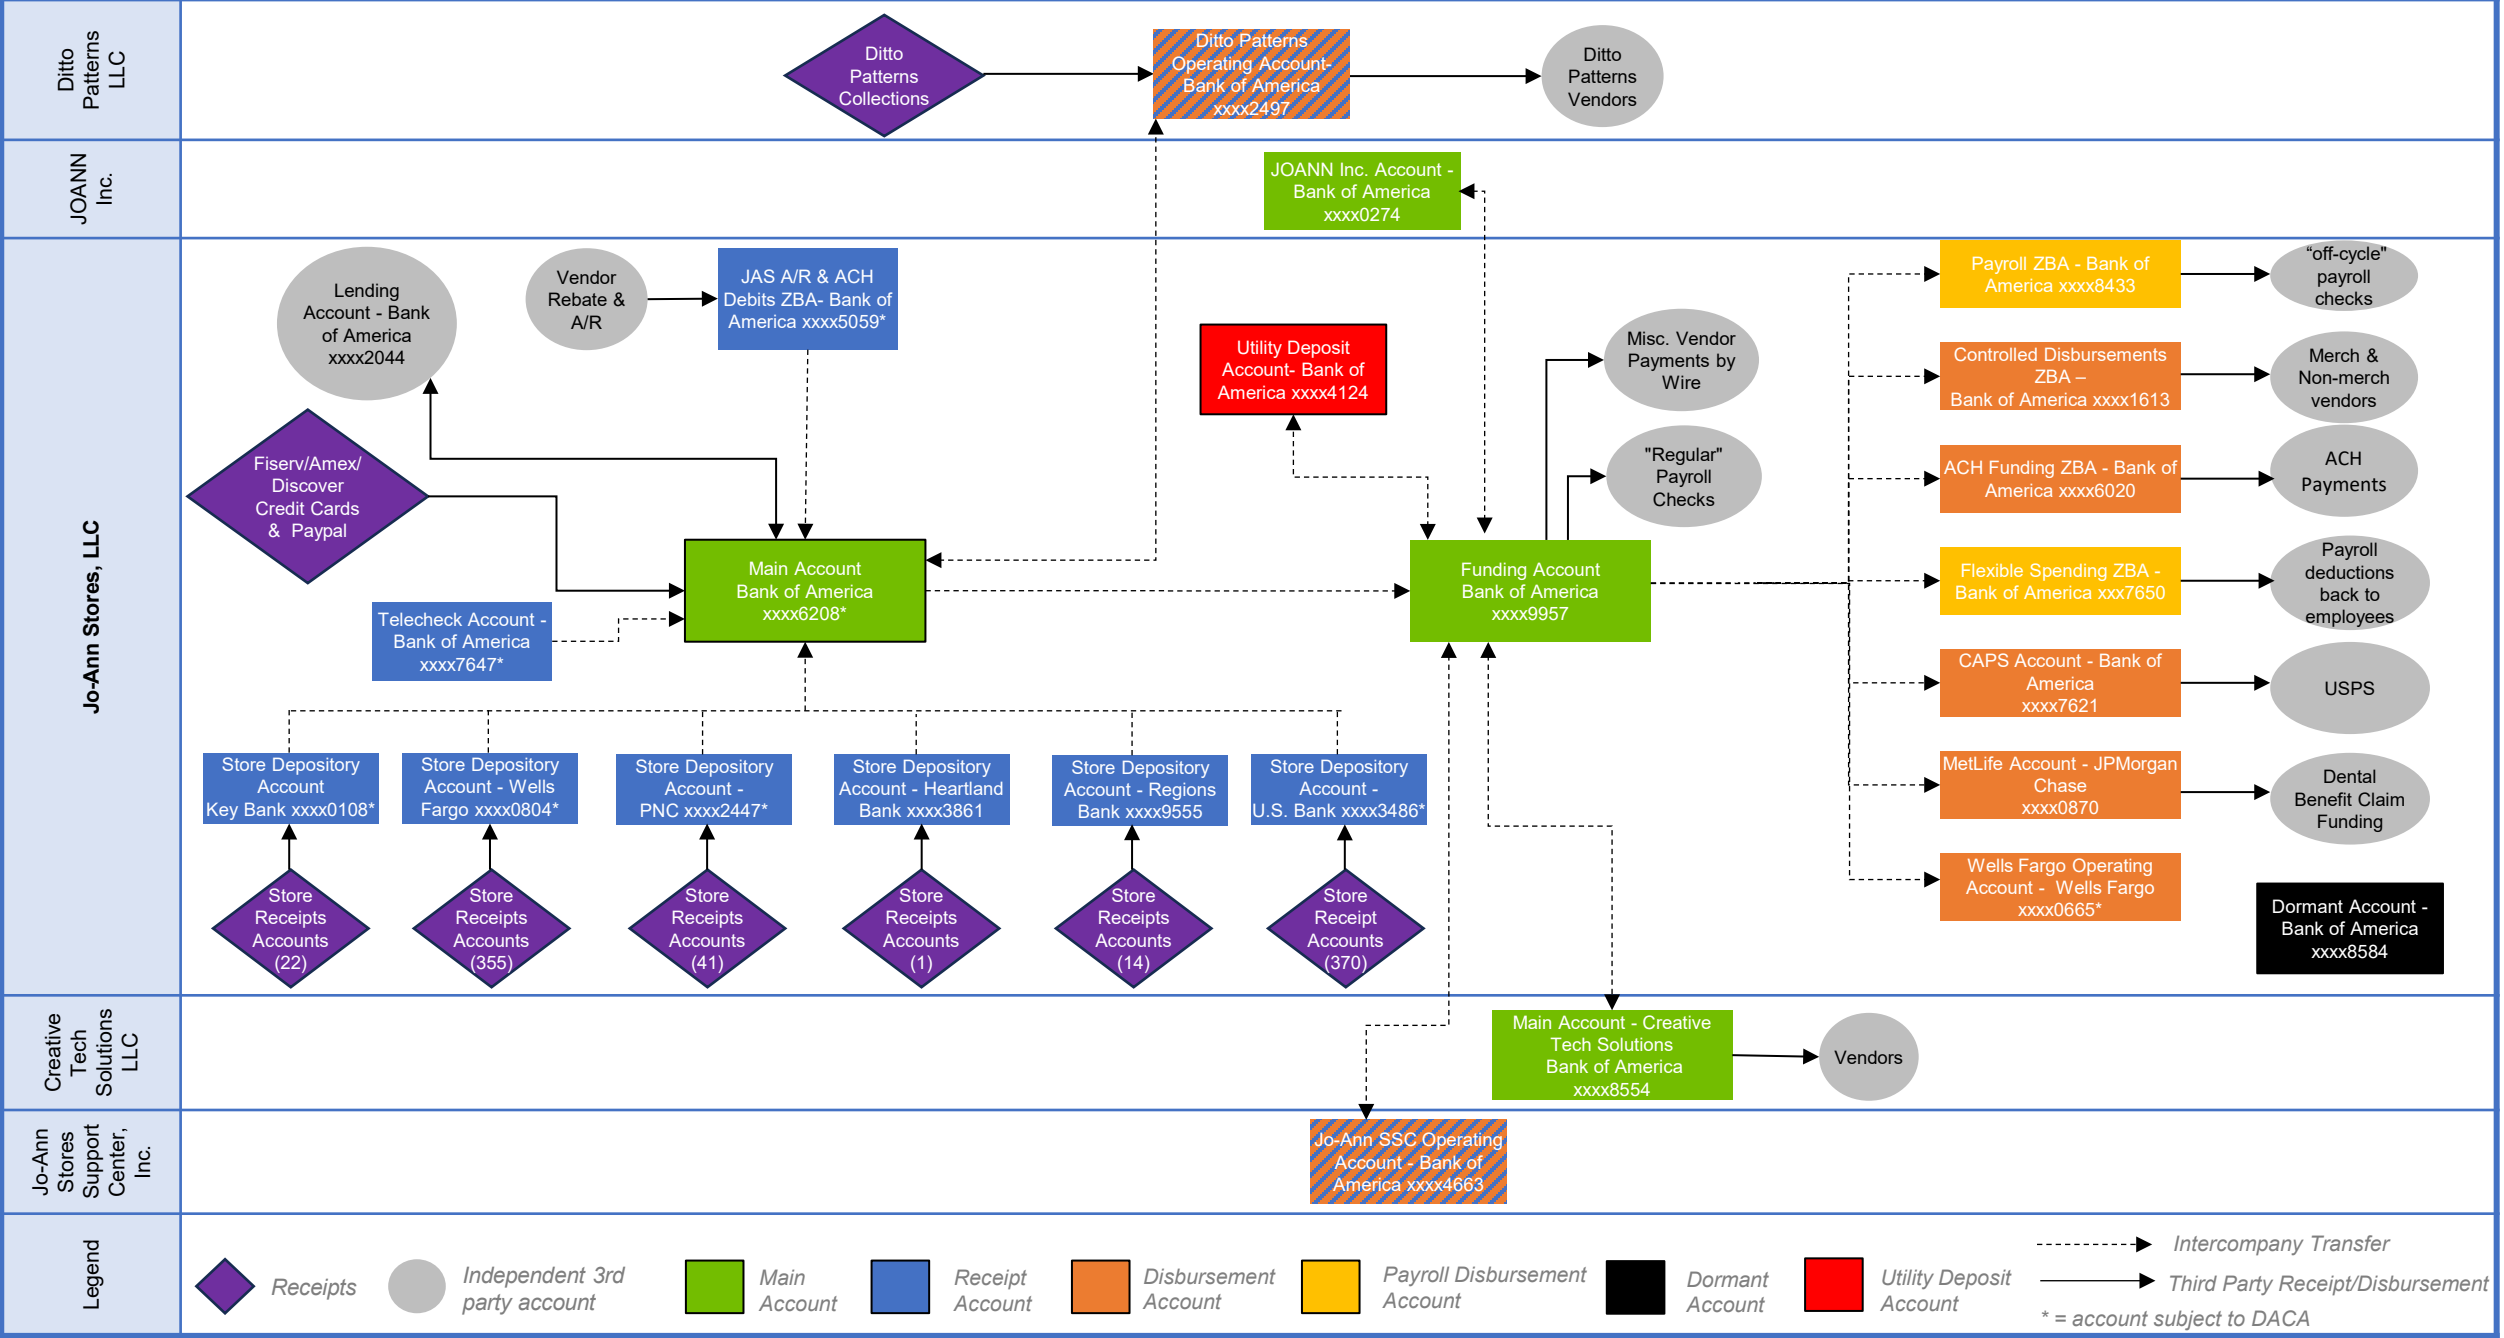 Ditto
Patterns
LLC
Ditto
Patterns
Collections
Ditto Patterns
Operating Account-
Bank of America
xxxx2497
Ditto
Patterns
Vendors
JOANN
Inc.
JOANN Inc. Account -
Bank of America
xxxx0274
Jo-Ann Stores, LLC
Lending
Account - Bank
of America
xxxx2044
Vendor
Rebate &
A/R
JAS A/R & ACH
Debits ZBA- Bank of
America xxxx5059*
Utility Deposit
Account- Bank of
America xxxx4124
Misc. Vendor
Payments by
Wire
"Regular"
Payroll
Checks
Payroll ZBA - Bank of
America xxxx8433
“off-cycle"
payroll
checks
Controlled Disbursements
ZBA –
Bank of America xxxx1613
Merch &
Non-merch
vendors
ACH Funding ZBA - Bank of
America xxxx6020
ACH
Payments
Flexible Spending ZBA -
Bank of America xxx7650
Payroll
deductions
back to
employees
CAPS Account - Bank of
America
xxxx7621
USPS
MetLife Account - JPMorgan
Chase
xxxx0870
Dental
Benefit Claim
Funding
Wells Fargo Operating
Account - Wells Fargo
xxxx0665*
Dormant Account -
Bank of America
xxxx8584
Fiserv/Amex/
Discover
Credit Cards
& Paypal
Main Account
Bank of America
xxxx6208*
Funding Account
Bank of America
xxxx9957
Telecheck Account -
Bank of America
xxxx7647*
Store Depository
Account
Key Bank xxxx0108*
Store Depository
Account - Wells
Fargo xxxx0804*
Store Depository
Account -
PNC xxxx2447*
Store Depository
Account - Heartland
Bank xxxx3861
Store Depository
Account - Regions
Bank xxxx9555
Store Depository
Account -
U.S. Bank xxxx3486*
Store
Receipts
Accounts
(22)
Store
Receipts
Accounts
(355)
Store
Receipts
Accounts
(41)
Store
Receipts
Accounts
(1)
Store
Receipts
Accounts
(14)
Store
Receipt
Accounts
(370)
Creative
Tech
Solutions
LLC
Main Account - Creative
Tech Solutions
Bank of America
xxxx8554
Vendors
Jo-Ann
Stores
Support
Center,
Inc.
Jo-Ann SSC Operating
Account - Bank of
America xxxx4663
Legend
Receipts
Independent 3rd
party account
Main
Account
Receipt
Account
Disbursement
Account
Payroll Disbursement
Account
Dormant
Account
Utility Deposit
Account
Intercompany Transfer
Third Party Receipt/Disbursement
* = account subject to DACA